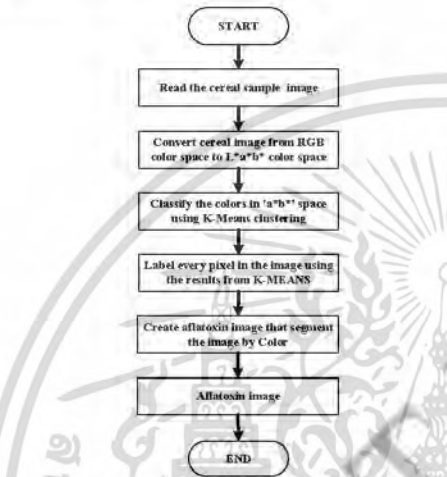 START
Read the cereal sample image
Convert cereal image from RGB
color space to L*a*b* color space
Classify the colors in 'a*b*' space
using K-Means clustering
Label every pixel in the image using
the results from K-MEANS
Create aflatoxin image that segment
the image by Color
Aflatoxin image
END